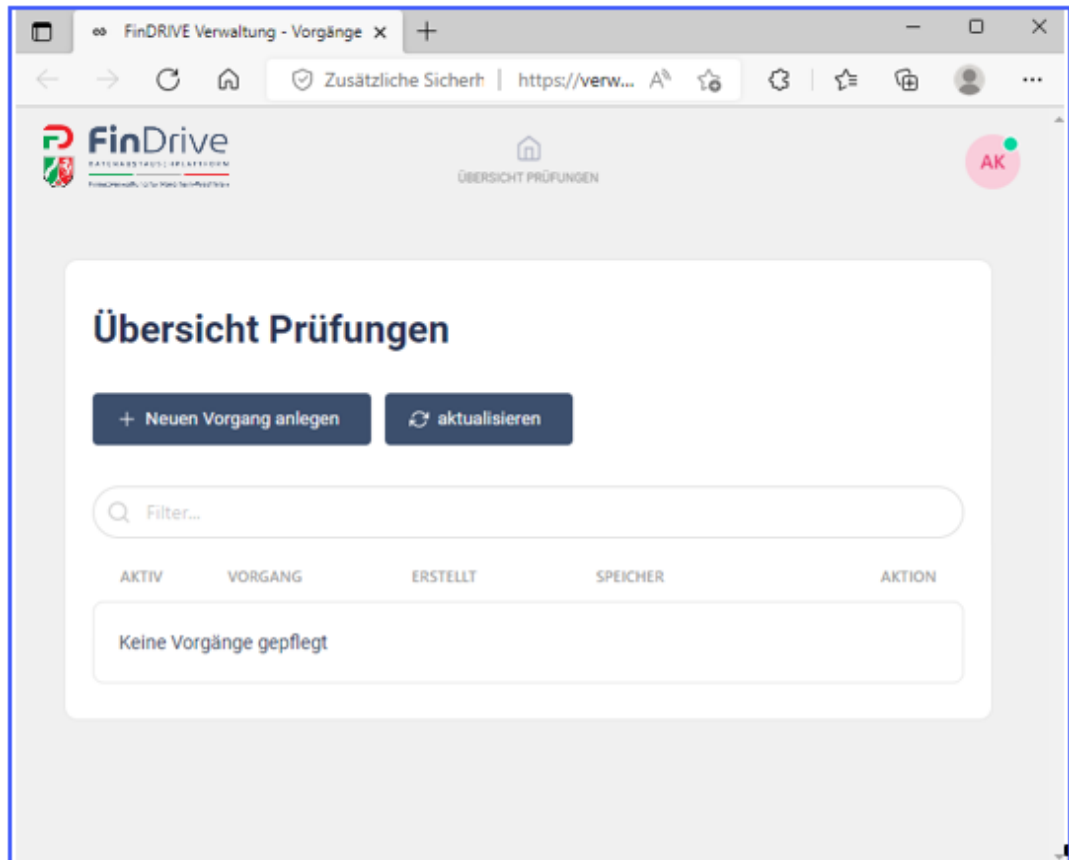 FinDRIVE Verwaltung - Vorgänge
Zusätzliche Sicherh https://verw...
FinDrive
DATENAUSTAUSCHPLATTFORM
ÜBERSICHT PRÜFUNGEN
AK
Übersicht Prüfungen
+ Neuen Vorgang anlegen aktualisieren
Filter...
AKTIV VORGANG ERSTELLT SPEICHER AKTION
Keine Vorgänge gepflegt